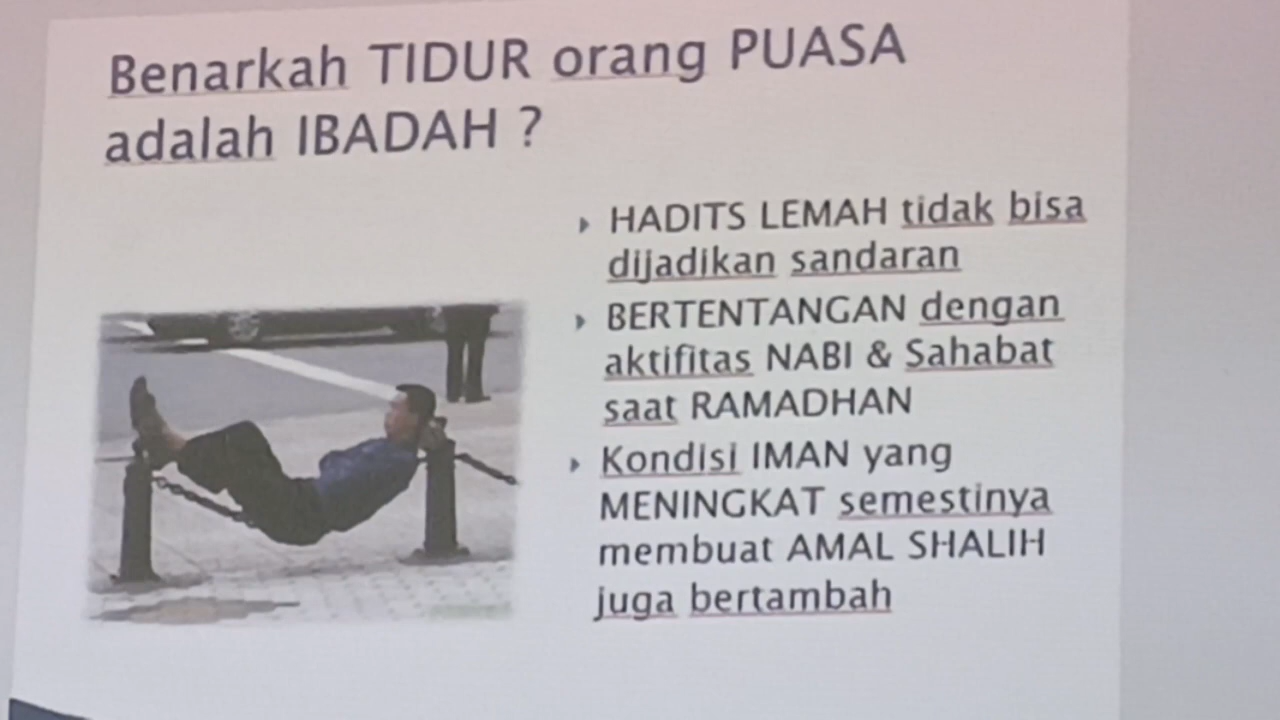 Benarkah TIDUR orang PUASA
adalah IBADAH ?
HADITS LEMAH tidak bisa
dijadikan sandaran
BERTENTANGAN dengan
aktifitas NABI & Sahabat
saat RAMADHAN
Kondisi IMAN yang
MENINGKAT semestinya
membuat AMAL SHALIH
juga bertambah